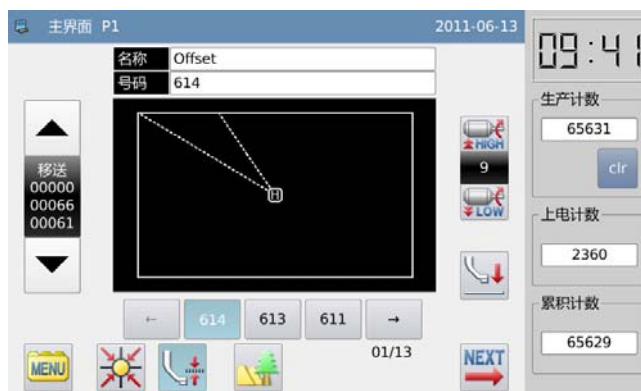 主界面 P1
2011-06-13
09:41
名称 Offset
号码 614
移送
00000
00066
00061
H
HIGH
9
LOW
← 614 613 611 →
01/13
MENU
NEXT
生产计数
65631
clr
上电计数
2360
累积计数
65629